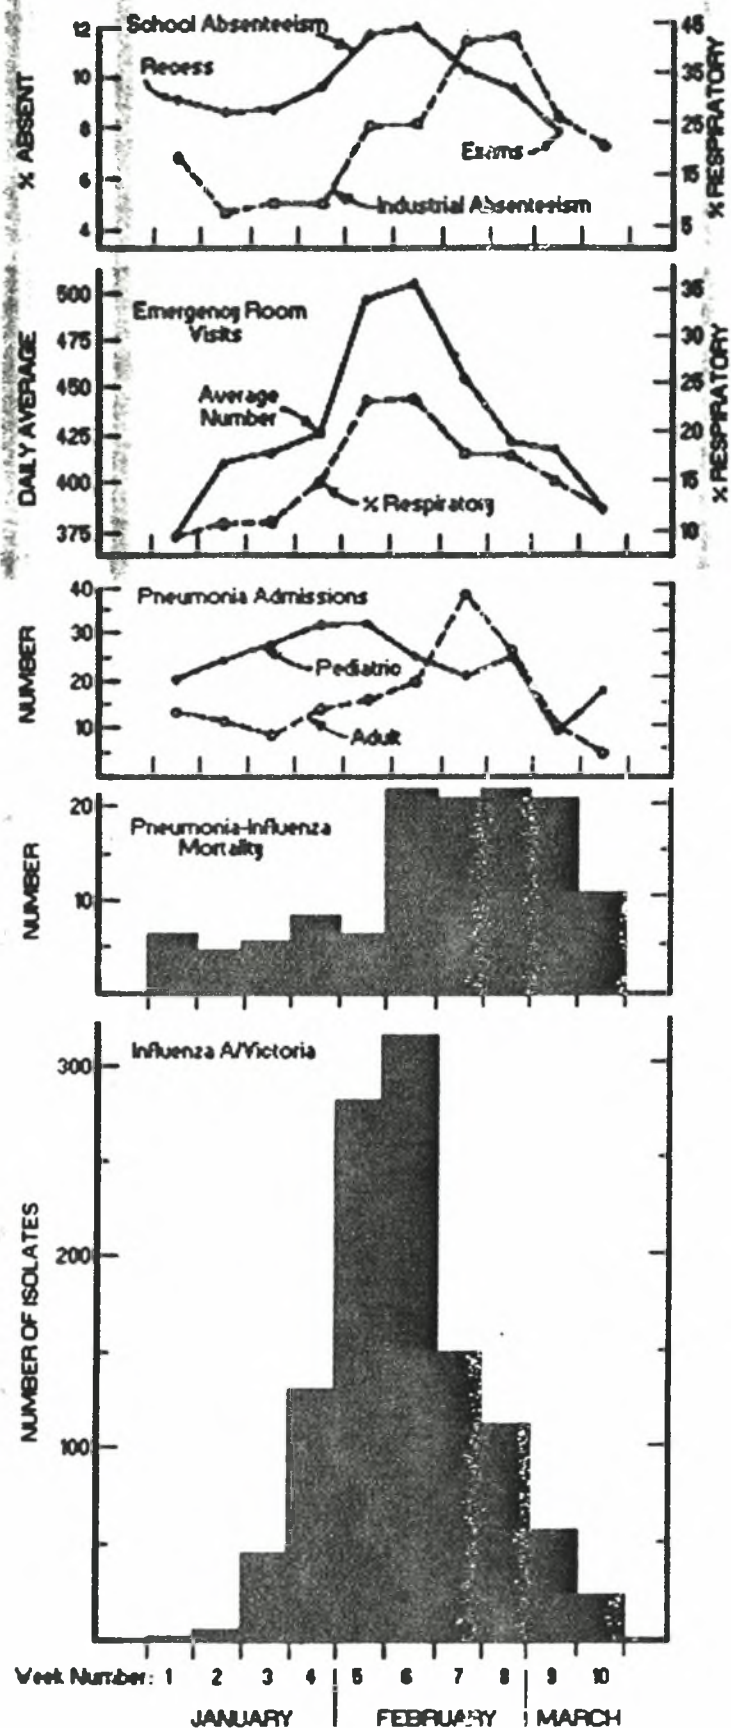 % ABSENT
12
10
8
6
4
School Absenteeism
Recess
Exams
Industrial Absenteeism
45
35
25
15
5
% RESPIRATORY
DAILY AVERAGE
500
475
450
425
400
375
Emergency Room
Visits
Average
Number
% Respiratory
35
30
25
20
15
10
% RESPIRATORY
NUMBER
40
30
20
10
Pneumonia Admissions
Pediatric
Adult
NUMBER
20
10
Pneumonia-Influenza
Mortality
NUMBER OF ISOLATES
300
200
100
Influenza A/Victoria
Week Number: 1 2 3 4 5 6 7 8 9 10
JANUARY FEBRUARY MARCH